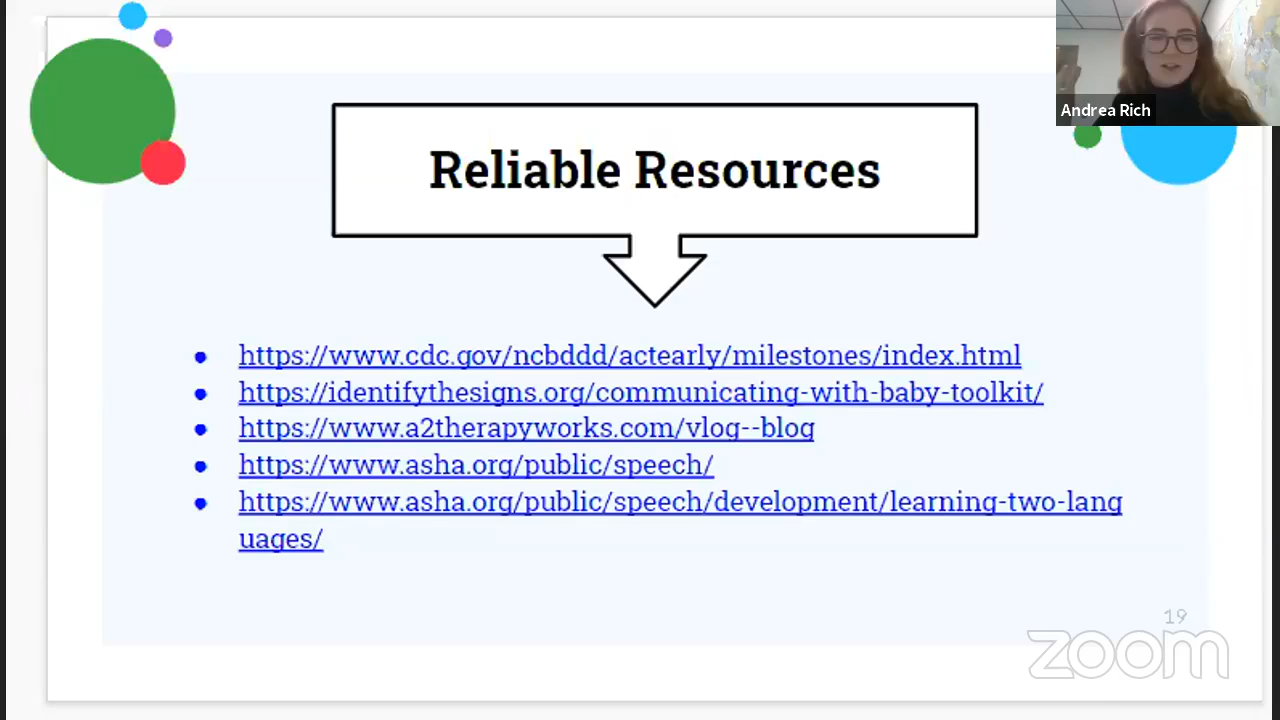 Andrea Rich
Reliable Resources
https://www.cdc.gov/ncbddd/actearly/milestones/index.html
https://identifythesigns.org/communicating-with-baby-toolkit/
https://www.a2therapyworks.com/vlog--blog
https://www.asha.org/public/speech/
https://www.asha.org/public/speech/development/learning-two-lang
uages/
19
zoom